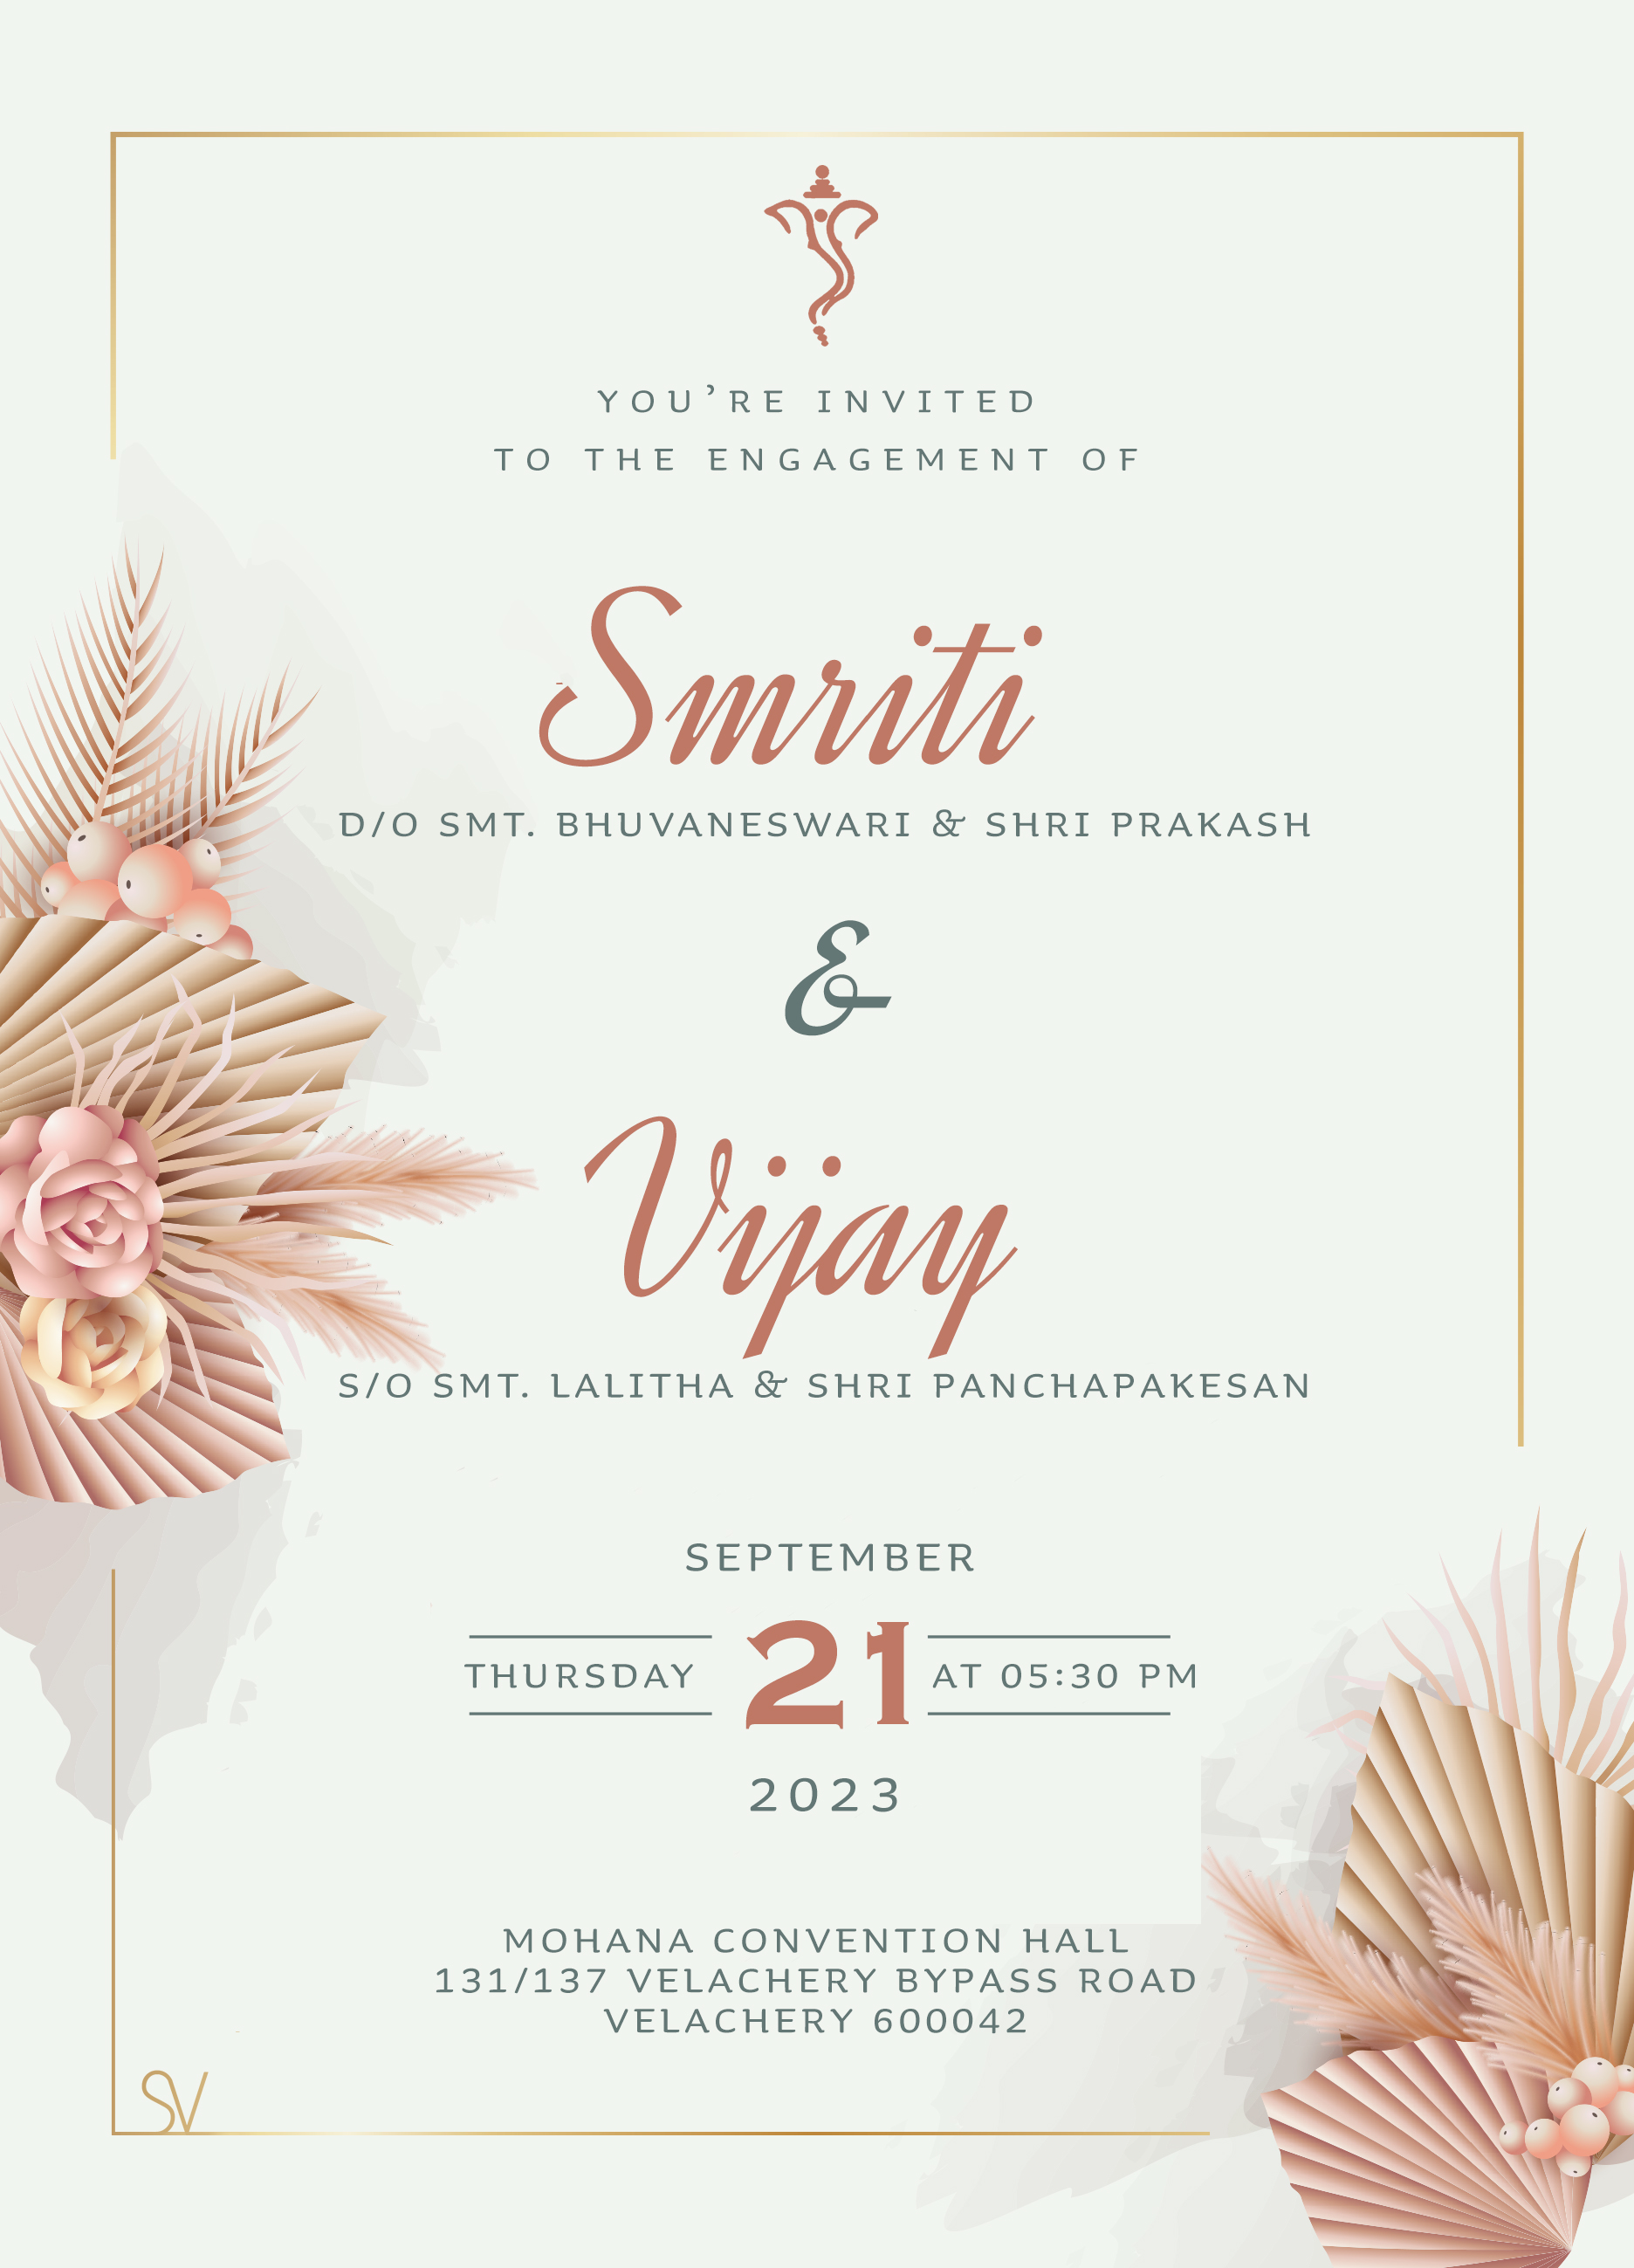 YOU'RE INVITED
TO THE ENGAGEMENT OF
Smriti
D/O SMT. BHUVANESWARI & SHRI PRAKASH
&
Vijay
S/O SMT. LALITHA & SHRI PANCHAPAKESAN
SEPTEMBER
THURSDAY 21 AT 05:30 PM
2023
MOHANA CONVENTION HALL
131/137 VELACHERY BYPASS ROAD
VELACHERY 600042
SV